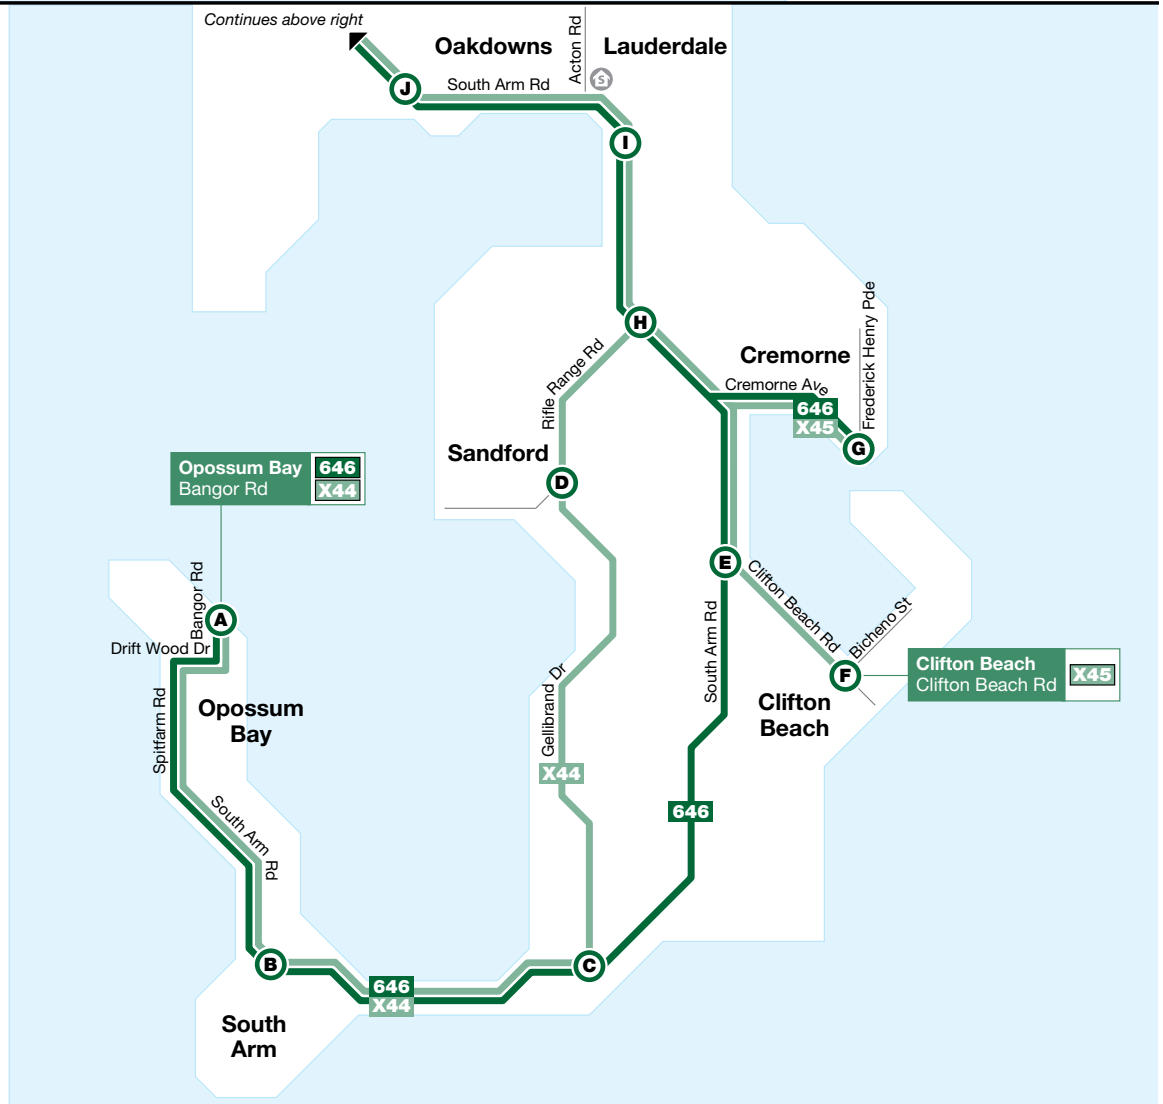 Continues above right
Oakdowns
Acton Rd
Lauderdale
S
J
South Arm Rd
I
H
Cremorne
Frederick Henry Pde
Cremorne Ave
646
X45
G
Rifle Range Rd
Sandford
D
Opossum Bay
Bangor Rd
646
X44
E
Clifton Beach Rd
Bicheno St
Bangor Rd
A
Drift Wood Dr
South Arm Rd
F
Clifton Beach
Clifton Beach Rd
X45
Clifton
Beach
Opossum
Bay
Spitfarm Rd
Gellibrand Dr
X44
646
South Arm Rd
B
C
646
X44
South
Arm